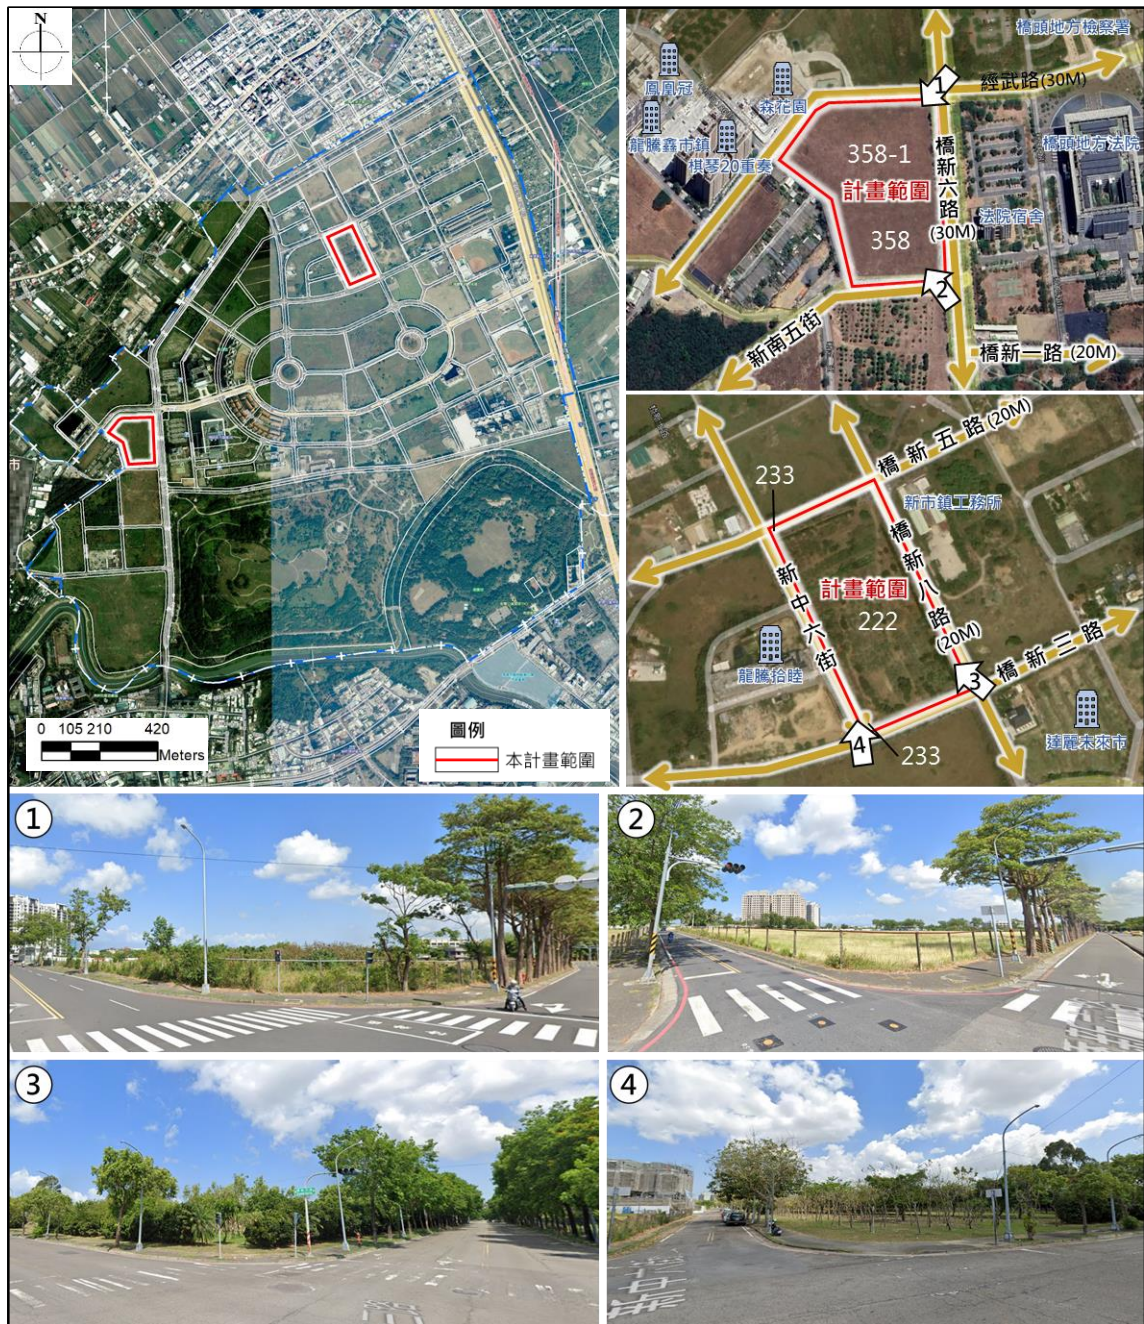 N
0 105 210 420
Meters
圖例
本計畫範圍
橋頭地方檢察署
鳳凰冠
森花園
1
經武路(30M)
龍騰鑫市鎮
棋琴20重奏
358-1
橋新六路
(30M)
橋頭地方法院
計畫範圍
法院宿舍
358
2
新南五街
橋新一路(20M)
橋新五路(20M)
233
新市鎮工務所
橋新八路
(20M)
新中六街
計畫範圍
222
龍騰拾睦
橋新三路
3
達麗未來市
4
233
1
2
3
4